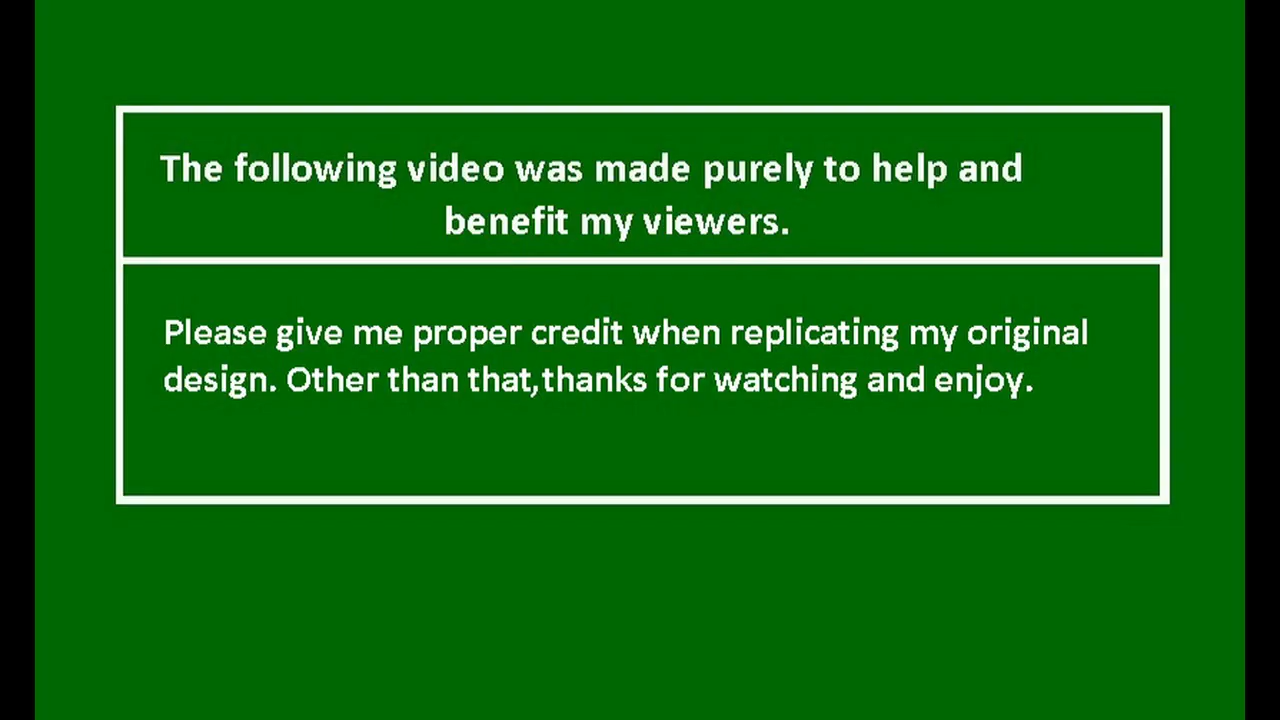 The following video was made purely to help and
benefit my viewers.
Please give me proper credit when replicating my original
design. Other than that,thanks for watching and enjoy.